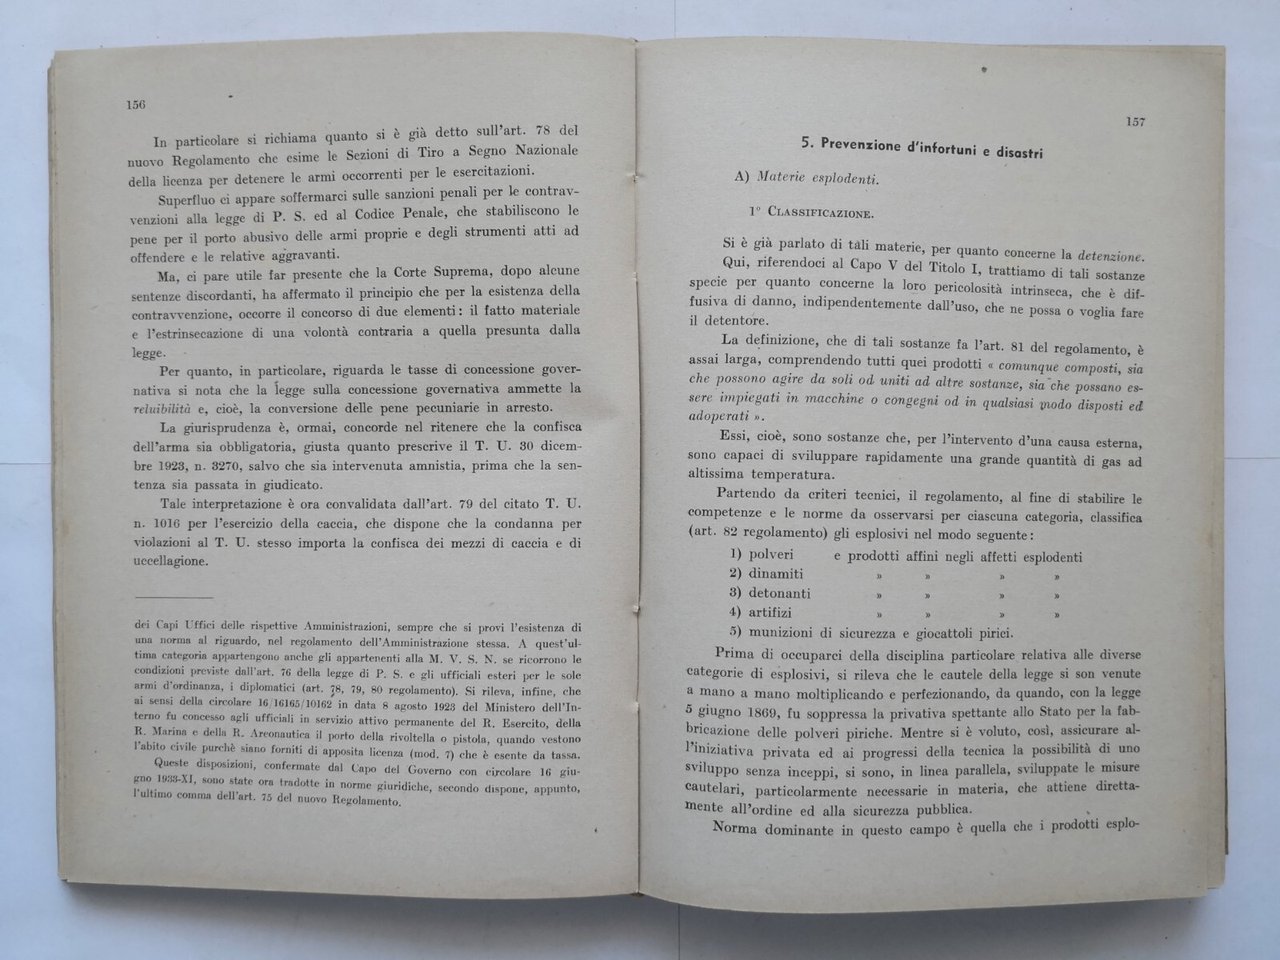 156
In particolare si richiama quanto si è già detto sull'art. 78 del
nuovo Regolamento che esime le Sezioni di Tiro a Segno Nazionale
della licenza per detenere le armi occorrenti per le esercitazioni.
Superfluo ci appare soffermarci sulle sanzioni penali per le contrav-
venzioni alla legge di P. S. ed al Codice Penale, che stabiliscono le
pene per il porto abusivo delle armi proprie e degli strumenti atti ad
offendere e le relative aggravanti.
Ma, ci pare utile far presente che la Corte Suprema, dopo alcune
sentenze discordanti, ha affermato il principio che per la esistenza della
contravvenzione, occorre il concorso di due elementi: il fatto materiale
e l'estrinsecazione di una volontà contraria a quella presunta dalla
legge.
Per quanto, in particolare, riguarda le tasse di concessione gover-
nativa si nota che la legge sulla concessione governativa ammette la
reluibilità e, cioè, la conversione delle pene pecuniarie in arresto.
La giurisprudenza è, ormai, concorde nel ritenere che la confisca
dell'arma sia obbligatoria, giusta quanto prescrive il T. U. 30 dicem-
bre 1923, n. 3270, salvo che sia intervenuta amnistia, prima che la sen-
tenza sia passata in giudicato.
Tale interpretazione è ora convalidata dall'art. 79 del citato T. U.
n. 1016 per l'esercizio della caccia, che dispone che la condanna per
violazioni al T. U. stesso importa la confisca dei mezzi di caccia e di
uccellagione.
dei Capi Uffici delle rispettive Amministrazioni, sempre che si provi l'esistenza di
una norma al riguardo, nel regolamento dell'Amministrazione stessa. A quest'ul-
tima categoria appartengono anche gli appartenenti alla M. V. S. N. se ricorrono le
condizioni previste dall'art. 76 della legge di P. S. e gli ufficiali esteri per le sole
armi d'ordinanza, i diplomatici (art. 78, 79, 80 regolamento). Si rileva, infine, che
ai sensi della circolare 16/16165/10162 in data 8 agosto 1923 del Ministero dell'In-
terno fu concesso agli ufficiali in servizio attivo permanente del R. Esercito, della
R. Marina e della R. Aeronautica il porto della rivoltella o pistola, quando vestono
l'abito civile purchè siano forniti di apposita licenza (mod. 7) che è esente da tassa.
Queste disposizioni, confermate dal Capo del Governo con circolare 16 giu-
gno 1933-XI, sono state ora tradotte in norme giuridiche, secondo dispone, appunto,
l'ultimo comma dell'art. 75 del nuovo Regolamento.
157
5. Prevenzione d'infortuni e disastri
A) Materie esplodenti.
1° CLASSIFICAZIONE.
Si è già parlato di tali materie, per quanto concerne la detenzione.
Qui, riferendoci al Capo V del Titolo I, trattiamo di tali sostanze
specie per quanto concerne la loro pericolosità intrinseca, che è dif-
fusiva di danno, indipendentemente dall'uso, che ne possa o voglia fare
il detentore.
La definizione, che di tali sostanze fa l'art. 81 del regolamento, è
assai larga, comprendendo tutti quei prodotti « comunque composti, sia
che possono agire da soli od uniti ad altre sostanze, sia che possano es-
sere impiegati in macchine o congegni od in qualsiasi modo disposti ed
adoperati ».
Essi, cioè, sono sostanze che, per l'intervento d'una causa esterna,
sono capaci di sviluppare rapidamente una grande quantità di gas ad
altissima temperatura.
Partendo da criteri tecnici, il regolamento, al fine di stabilire le
competenze e le norme da osservarsi per ciascuna categoria, classifica
(art. 82 regolamento) gli esplosivi nel modo seguente:
1) polveri e prodotti affini negli affetti esplodenti
2) dinamiti » » » »
3) detonanti » » » »
4) artifizi » » » »
5) munizioni di sicurezza e giocattoli pirici.
Prima di occuparci della disciplina particolare relativa alle diverse
categorie di esplosivi, si rileva che le cautele della legge si son venute
a mano a mano moltiplicando e perfezionando, da quando, con la legge
5 giugno 1869, fu soppressa la privativa spettante allo Stato per la fab-
bricazione delle polveri piriche. Mentre si è voluto, così, assicurare al-
l'iniziativa privata ed ai progressi della tecnica la possibilità di uno
sviluppo senza inceppi, si sono, in linea parallela, sviluppate le misure
cautelari, particolarmente necessarie in materia, che attiene diretta-
mente all'ordine ed alla sicurezza pubblica.
Norma dominante in questo campo è quella che i prodotti esplo-